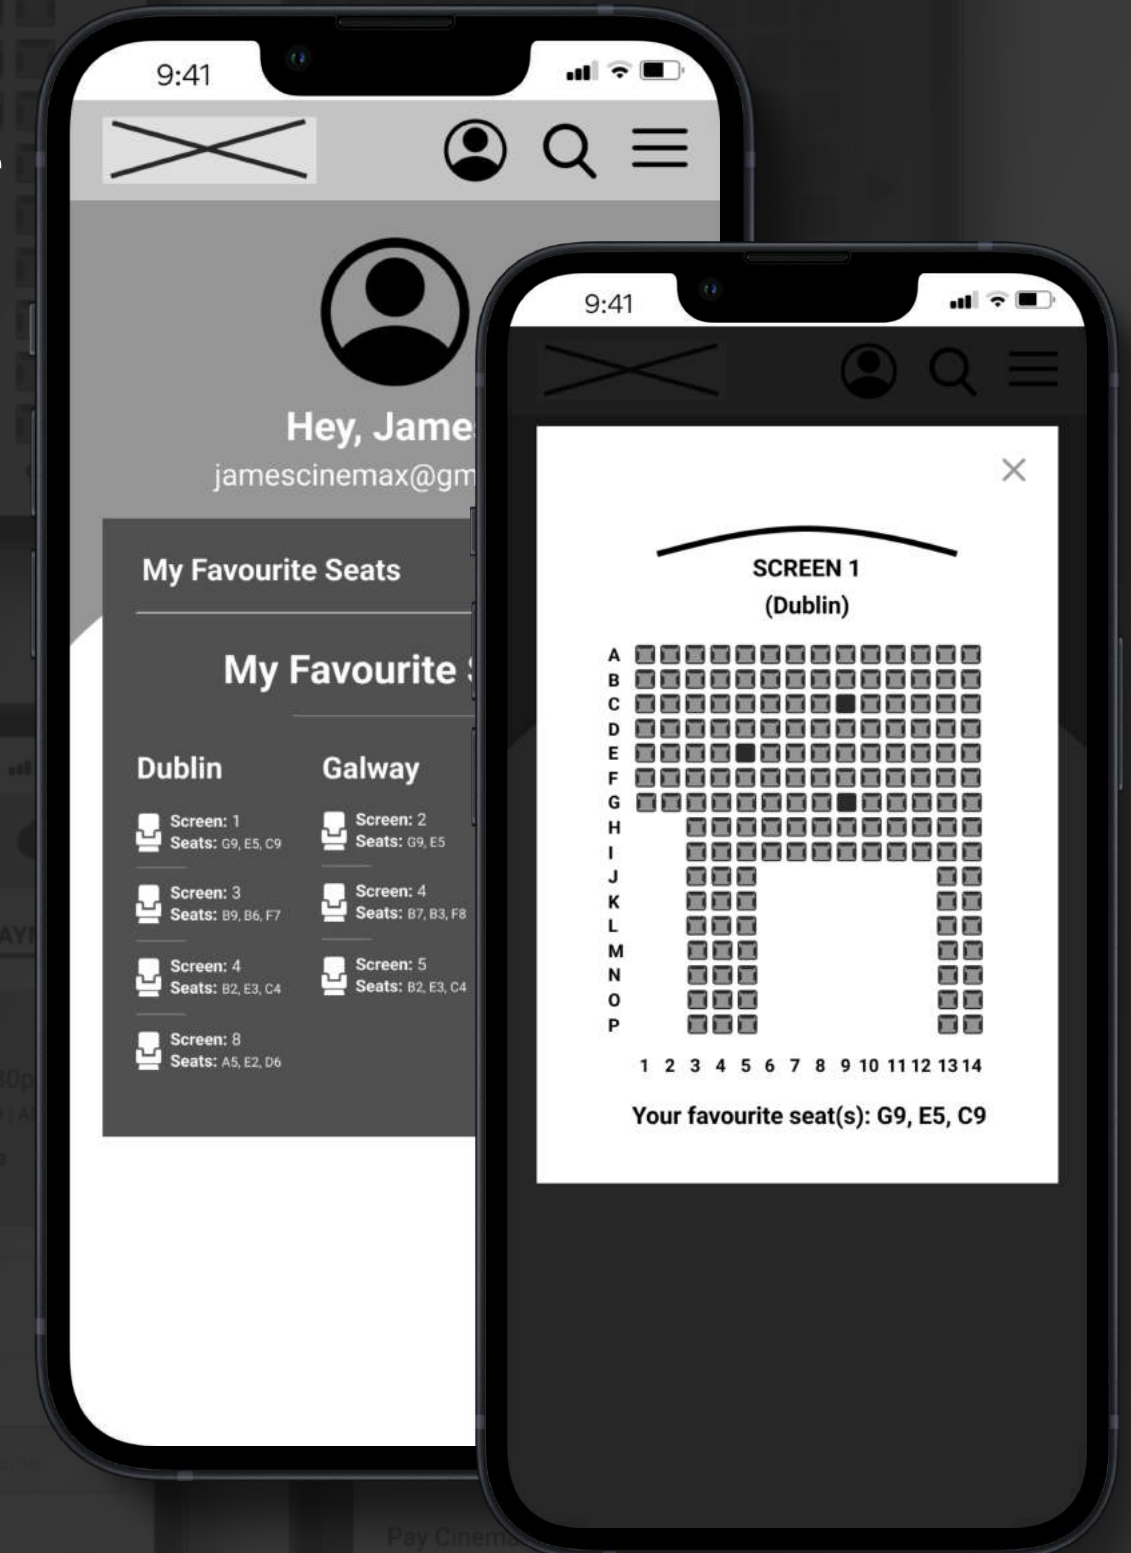 9:41
Hey, Jame
jamescinemax@gm
My Favourite Seats
My Favourite
Dublin
Screen: 1
Seats: G9, E5, C9
Screen: 3
Seats: B9, B6, F7
Screen: 4
Seats: B2, E3, C4
Screen: 8
Seats: A5, E2, D6
Galway
Screen: 2
Seats: G9, E5
Screen: 4
Seats: B7, B3, F8
Screen: 5
Seats: B2, E3, C4
9:41
SCREEN 1
(Dublin)
A
B
C
D
E
F
G
H
I
J
K
L
M
N
O
P
1 2 3 4 5 6 7 8 9 10 11 12 13 14
Your favourite seat(s): G9, E5, C9
Pay Cinema